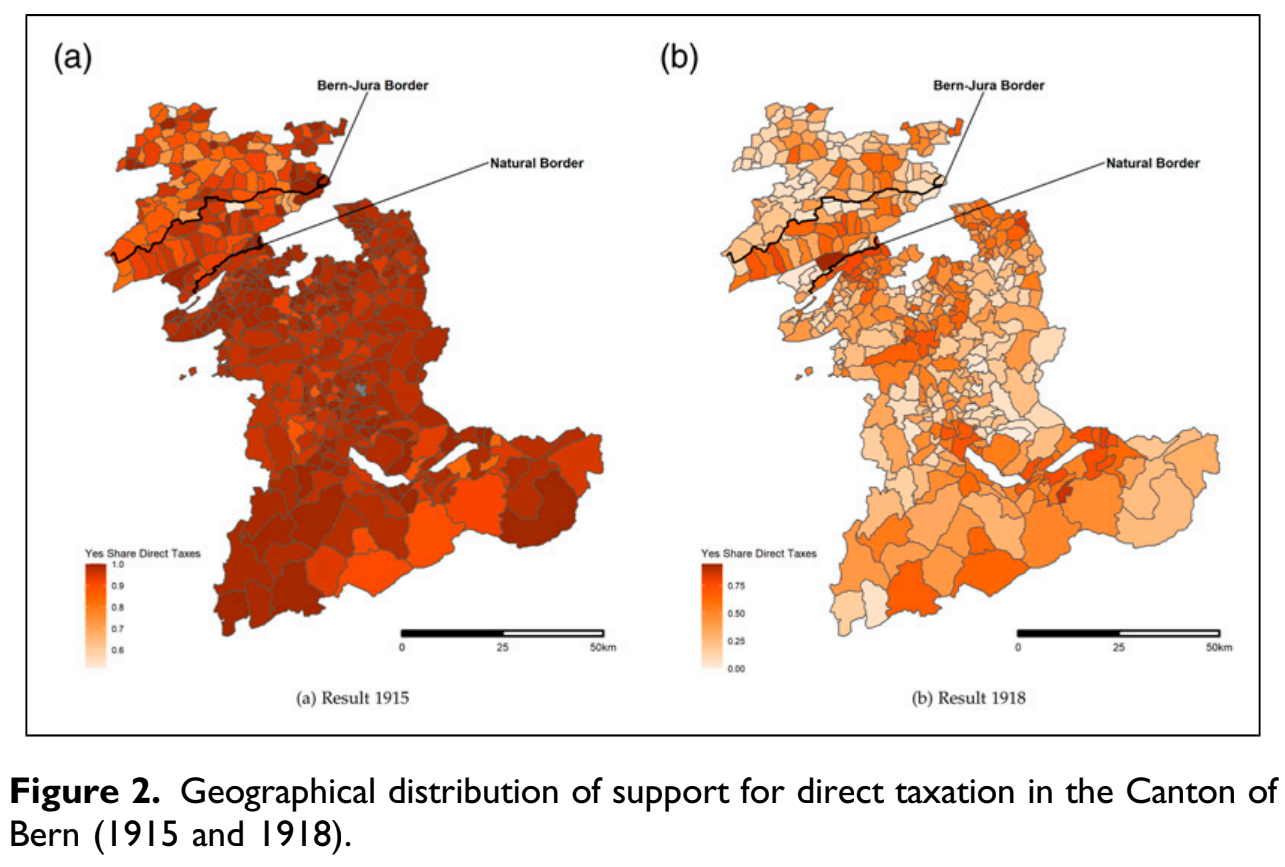 (a)
Bern-Jura Border
Natural Border
Yes Share Direct Taxes
1.0
0.9
0.8
0.7
0.6
0 25 50km
(a) Result 1915
(b)
Bern-Jura Border
Natural Border
Yes Share Direct Taxes
0.75
0.50
0.25
0.00
0 25 50km
(b) Result 1918
Figure 2. Geographical distribution of support for direct taxation in the Canton of
Bern (1915 and 1918).